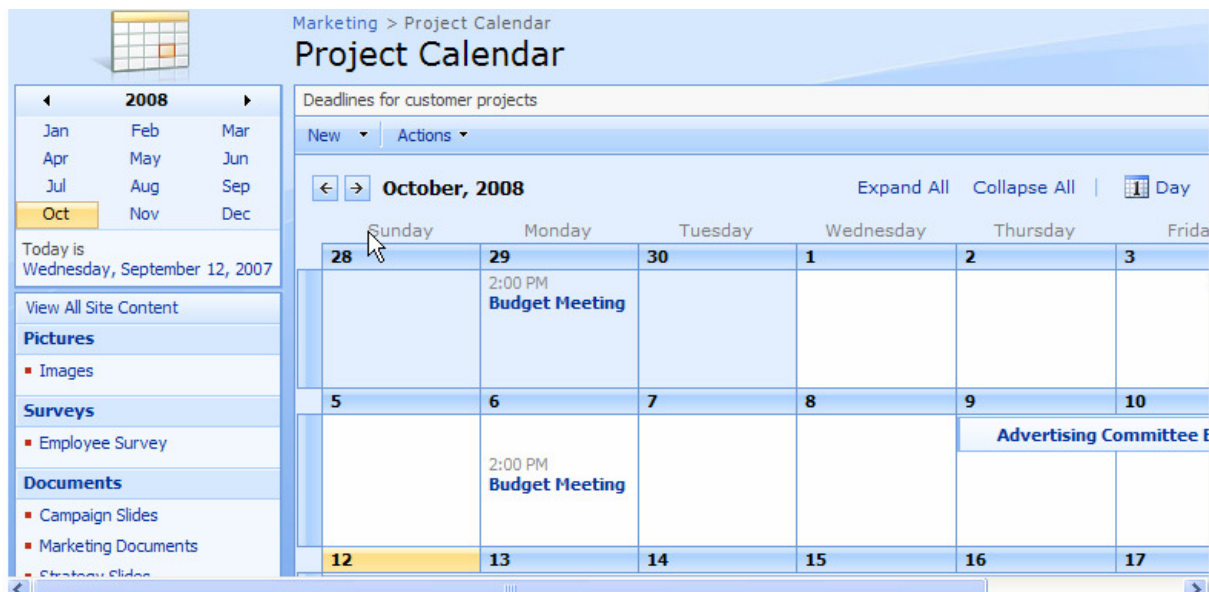 Marketing > Project Calendar
Project Calendar
2008
Jan Feb Mar
Apr May Jun
Jul Aug Sep
Oct Nov Dec
Today is
Wednesday, September 12, 2007
View All Site Content
Pictures
Images
Surveys
Employee Survey
Documents
Campaign Slides
Marketing Documents
Strategy Slides
Deadlines for customer projects
New Actions
October, 2008 Expand All Collapse All | 1 Day
Sunday Monday Tuesday Wednesday Thursday Frida
28 29 30 1 2 3
2:00 PM
Budget Meeting
5 6 7 8 9 10
Advertising Committee E
2:00 PM
Budget Meeting
12 13 14 15 16 17